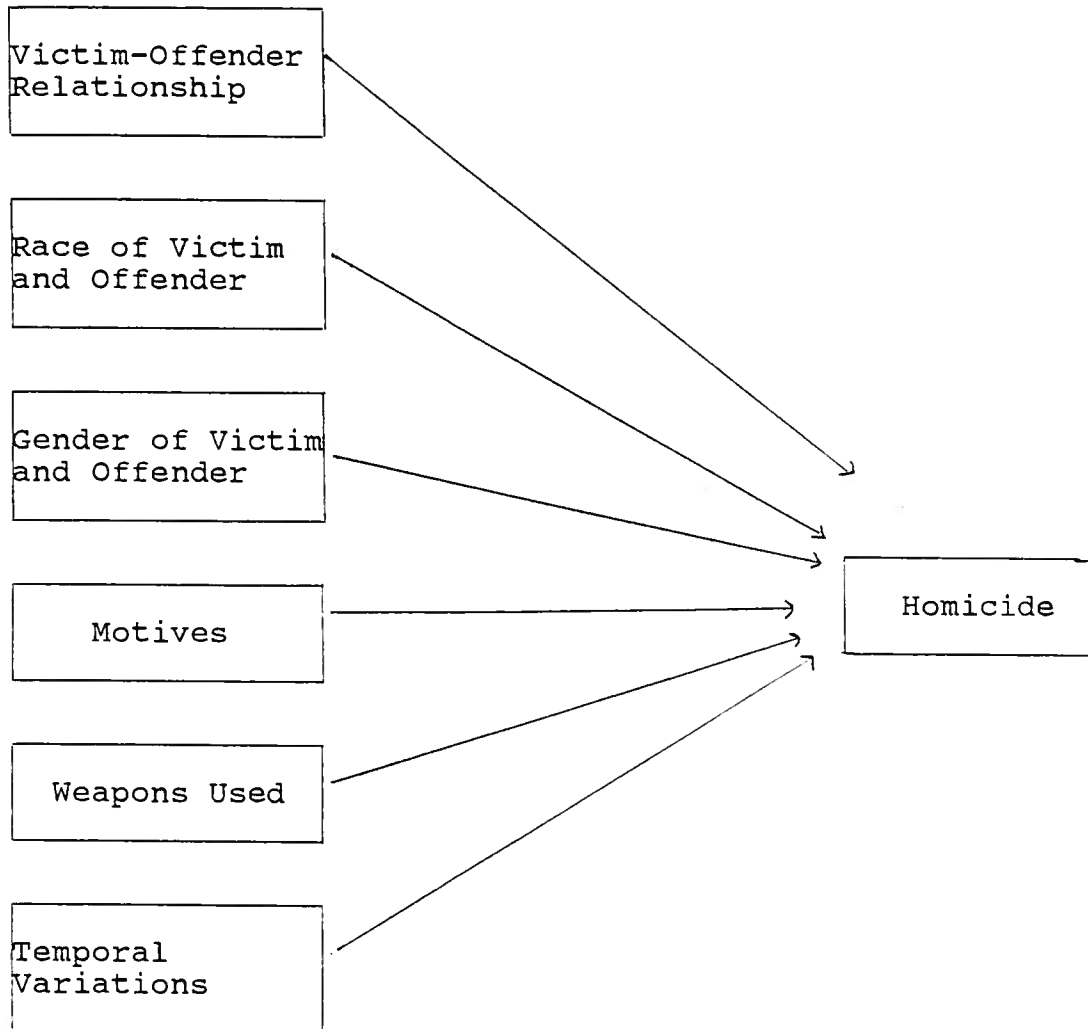 Victim-Offender
Relationship
Race of Victim
and Offender
Gender of Victim
and Offender
Motives
Homicide
Weapons Used
Temporal
Variations